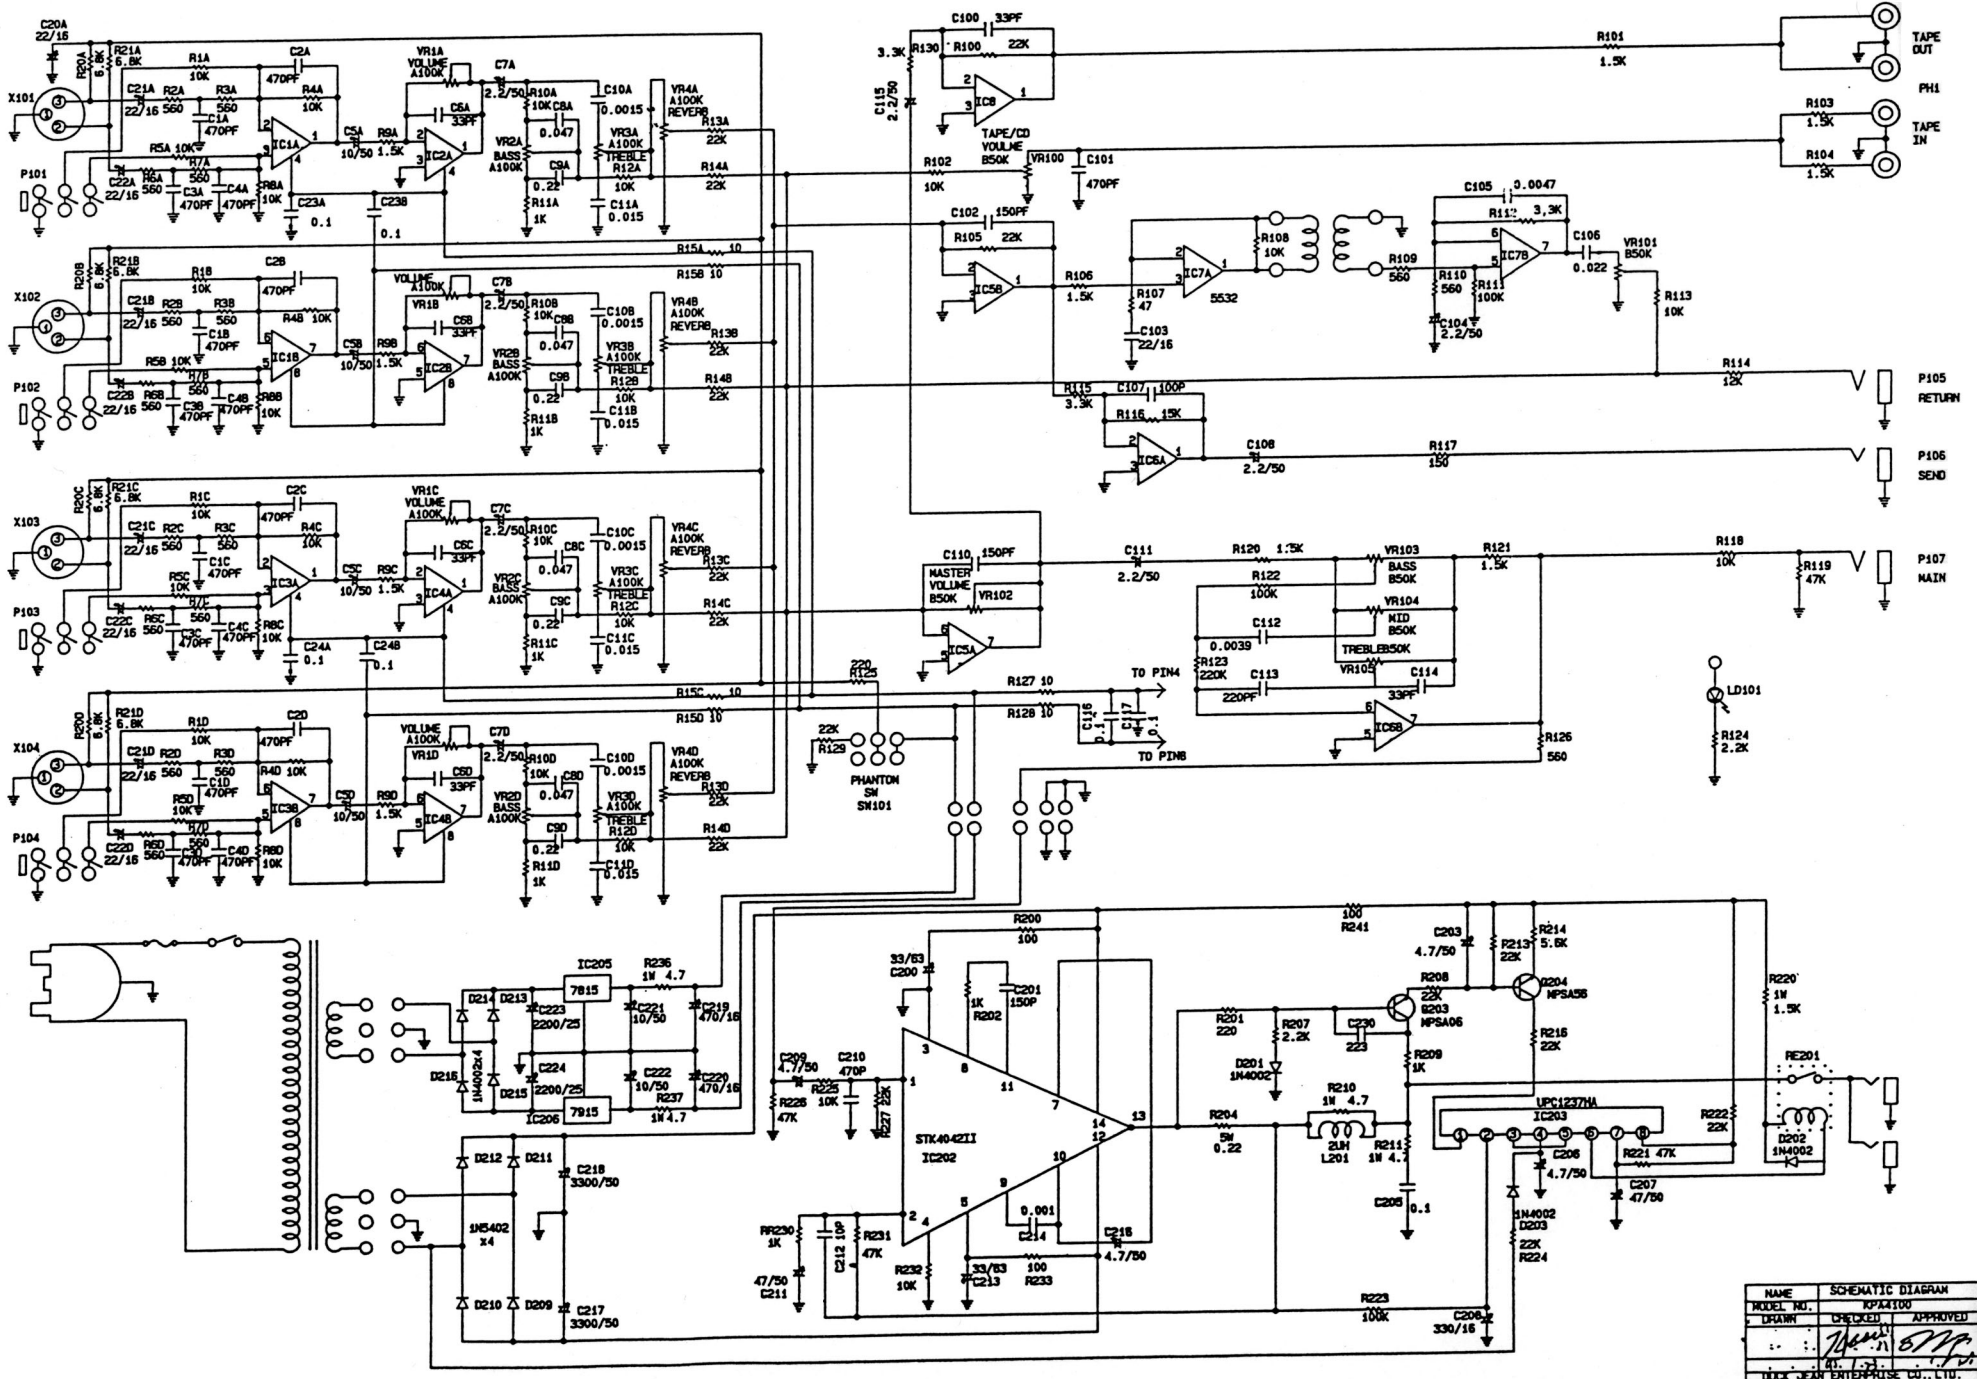 C20A
22/16
R20A
R21A
6.8K
6.8K
R1A
10K
C2A
470PF
VR1A
VOLUME
A100K
C7A
2.2/50
X101
3
1
2
C21A
22/16
R2A
560
R3A
560
C1A
470PF
R4A
10K
IC1A
C5A
10/50
R9A
1.5K
C6A
33PF
IC2A
R10A
10K
C8A
0.047
C10A
0.0015
VR4A
A100K
REVERB
R13A
22K
VR2A
BASS
A100K
VR3A
A100K
TREBLE
C9A
0.22
R12A
10K
R14A
22K
R11A
1K
C11A
0.015
P101
R5A 10K
R6A
560
R7A
560
C22A
22/16
C3A
470PF
C4A
470PF
R8A
10K
C23A
0.1
C23B
0.1
R15A 10
R15B 10
X102
R20B
R21B
6.8K
6.8K
R1B
10K
C2B
470PF
VOLUME
A100K
VR1B
C7B
2.2/50
C21B
22/16
R2B
560
R3B
560
C1B
470PF
R4B 10K
IC1B
C5B
10/50
R9B
1.5K
C6B
33PF
IC2B
R10B
10K
C8B
0.047
C10B
0.0015
VR4B
A100K
REVERB
R13B
22K
VR2B
BASS
A100K
VR3B
A100K
TREBLE
C9B
0.22
R12B
10K
R14B
22K
R11B
1K
C11B
0.015
P102
R5B 10K
R6B
560
R7B
560
C22B
22/16
C3B
470PF
C4B
470PF
R8B
10K
X103
R20C
R21C
6.8K
6.8K
R1C
10K
C2C
470PF
VR1C
VOLUME
A100K
C7C
2.2/50
C21C
22/16
R2C
560
R3C
560
C1C
470PF
R4C
10K
IC3A
C5C
10/50
R9C
1.5K
C6C
33PF
IC4A
R10C
10K
C8C
0.047
C10C
0.0015
VR4C
A100K
REVERB
R13C
22K
VR2C
BASS
A100K
VR3C
A100K
TREBLE
C9C
0.22
R12C
10K
R14C
22K
R11C
1K
C11C
0.015
P103
R5C
10K
R6C
560
R7C
560
C22C
22/16
C3C
470PF
C4C
470PF
R8C
10K
C24A
0.1
C24B
0.1
R15C 10
R15D 10
X104
R20D
R21D
6.8K
6.8K
R1D
10K
C2D
470PF
VOLUME
A100K
VR1D
C7D
2.2/50
C21D
22/16
R2D
560
R3D
560
C1D
470PF
R4D 10K
IC3B
C5D
10/50
R9D
1.5K
C6D
33PF
IC4B
R10D
10K
C8D
0.047
C10D
0.0015
VR4D
A100K
REVERB
R13D
22K
VR2D
BASS
A100K
VR3D
A100K
TREBLE
C9D
0.22
R12D
10K
R14D
22K
R11D
1K
C11D
0.015
P104
R5D
10K
R6D
560
R7D
560
C22D
22/16
C3D
470PF
C4D
470PF
R8D
10K
C100 33PF
3.3K R130 R100 22K
IC8
C115
2.2/50
R101
1.5K
TAPE
OUT
PH1
TAPE
IN
R103
1.5K
R104
1.5K
TAPE/CD
VOULME
B50K
VR100
R102
10K
C101
470PF
C102 150PF
R105 22K
IC5B
R106
1.5K
R107
47
C103
22/16
IC7A
5532
R108
10K
R109
560
C105 0.0047
R112 3.3K
IC7B
R110
560
R111
100K
C104
2.2/50
C106
0.022
VR101
B50K
R113
10K
R114
12K
P105
RETURN
R115
3.3K
C107 100P
R116 15K
IC6A
C108
2.2/50
R117
150
P106
SEND
C110 150PF
MASTER
VOLUME
B50K VR102
IC5A
C111
2.2/50
R120 1.5K
R122
100K
VR103
BASS
B50K
R121
1.5K
VR104
MID
B50K
C112
0.0039
R123
220K
TREBLE B50K
VR105
C113
220PF
C114
33PF
IC6B
R118
10K
R119
47K
P107
MAIN
LD101
R124
2.2K
R126
560
220
R125
R127 10
R128 10
TO PIN4
C116
0.1
C117
0.1
TO PIN8
22K
R129
PHANTON
SW
SW101
IC205
7815
R236
1W 4.7
D214 D213
C223
2200/25
C221
10/50
C219
470/16
D216
D215
1N4002x4
C224
2200/25
C222
10/50
C220
470/16
7915
IC206
R237
1W 4.7
D212
D211
C218
3300/50
1N5402
x4
D210
D209
C217
3300/50
R200
100
33/63
C200
1K
R202
C201
150P
C209
4.7/50
C210
470P
R225
10K
R226
47K
R227 22K
STK4042II
IC202
3
8
11
7
1
14
12
13
10
9
5
4
2
RR230
1K
C212 10P
R231
47K
47/50
C211
R232
10K
33/63
C213
0.001
C214
100
R233
C216
4.7/50
100
R241
C203
4.7/50
R213
22K
R214
5.6K
R208
22K
Q203
MPSA06
Q204
MPSA56
R201
220
R207
2.2K
C230
223
D201
1N4002
R209
1K
R216
22K
R204
5W
0.22
R210
1W 4.7
2UH
L201
R211
1W 4.7
C205
0.1
UPC1237HA
IC203
1 2 3 4 5 6 7 8
C206
4.7/50
R221 47K
C207
47/50
1N4002
D203
22K
R224
R223
100K
C208
330/16
R222
22K
R220
1W
1.5K
RE201
D202
1N4002
NAME SCHEMATIC DIAGRAM
MODEL NO. KPA4100
DRAWN CHECKED APPROVED